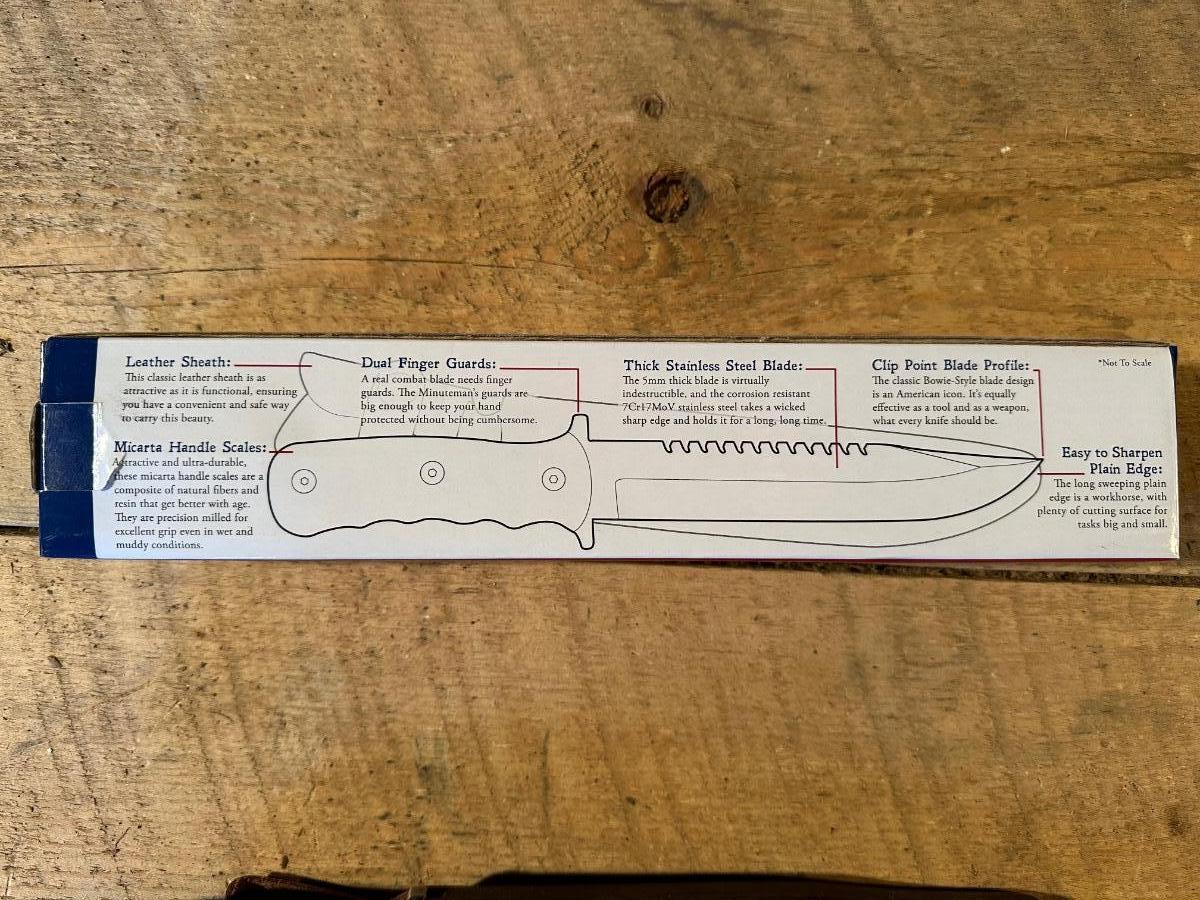 Leather Sheath:
This classic leather sheath is as
attractive as it is functional, ensuring
you have a convenient and safe way
to carry this beauty.
Micarta Handle Scales:
Attractive and ultra-durable,
these micarta handle scales are a
composite of natural fibers and
resin that get better with age.
They are precision milled for
excellent grip even in wet and
muddy conditions.
Dual Finger Guards:
A real combat blade needs finger
guards. The Minuteman's guards are
big enough to keep your hand
protected without being cumbersome.
Thick Stainless Steel Blade:
The 5mm thick blade is virtually
indestructible, and the corrosion resistant
7Cr17MoV stainless steel takes a wicked
sharp edge and holds it for a long, long time.
Clip Point Blade Profile:
The classic Bowie-Style blade design
is an American icon. It's equally
effective as a tool and as a weapon,
what every knife should be.
*Not To Scale
Easy to Sharpen
Plain Edge:
The long sweeping plain
edge is a workhorse, with
plenty of cutting surface for
tasks big and small.